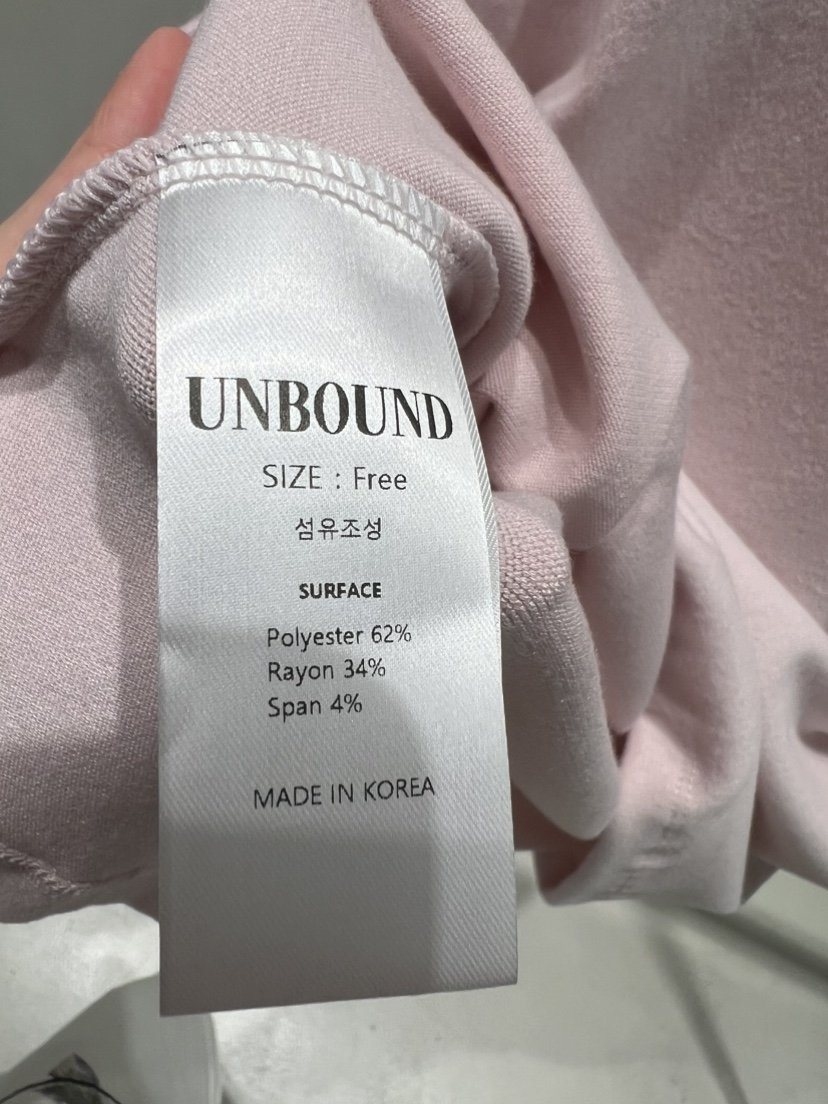 UNBOUND
SIZE : Free
섬유조성
SURFACE
Polyester 62%
Rayon 34%
Span 4%
MADE IN KOREA